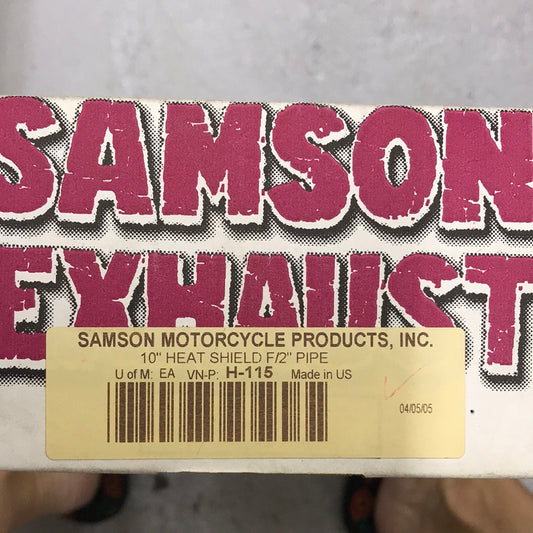 SAMSON
EXHAUST
SAMSON MOTORCYCLE PRODUCTS, INC.
10" HEAT SHIELD F/2" PIPE
U of M: EA VN-P: H-115 Made in US
04/05/05